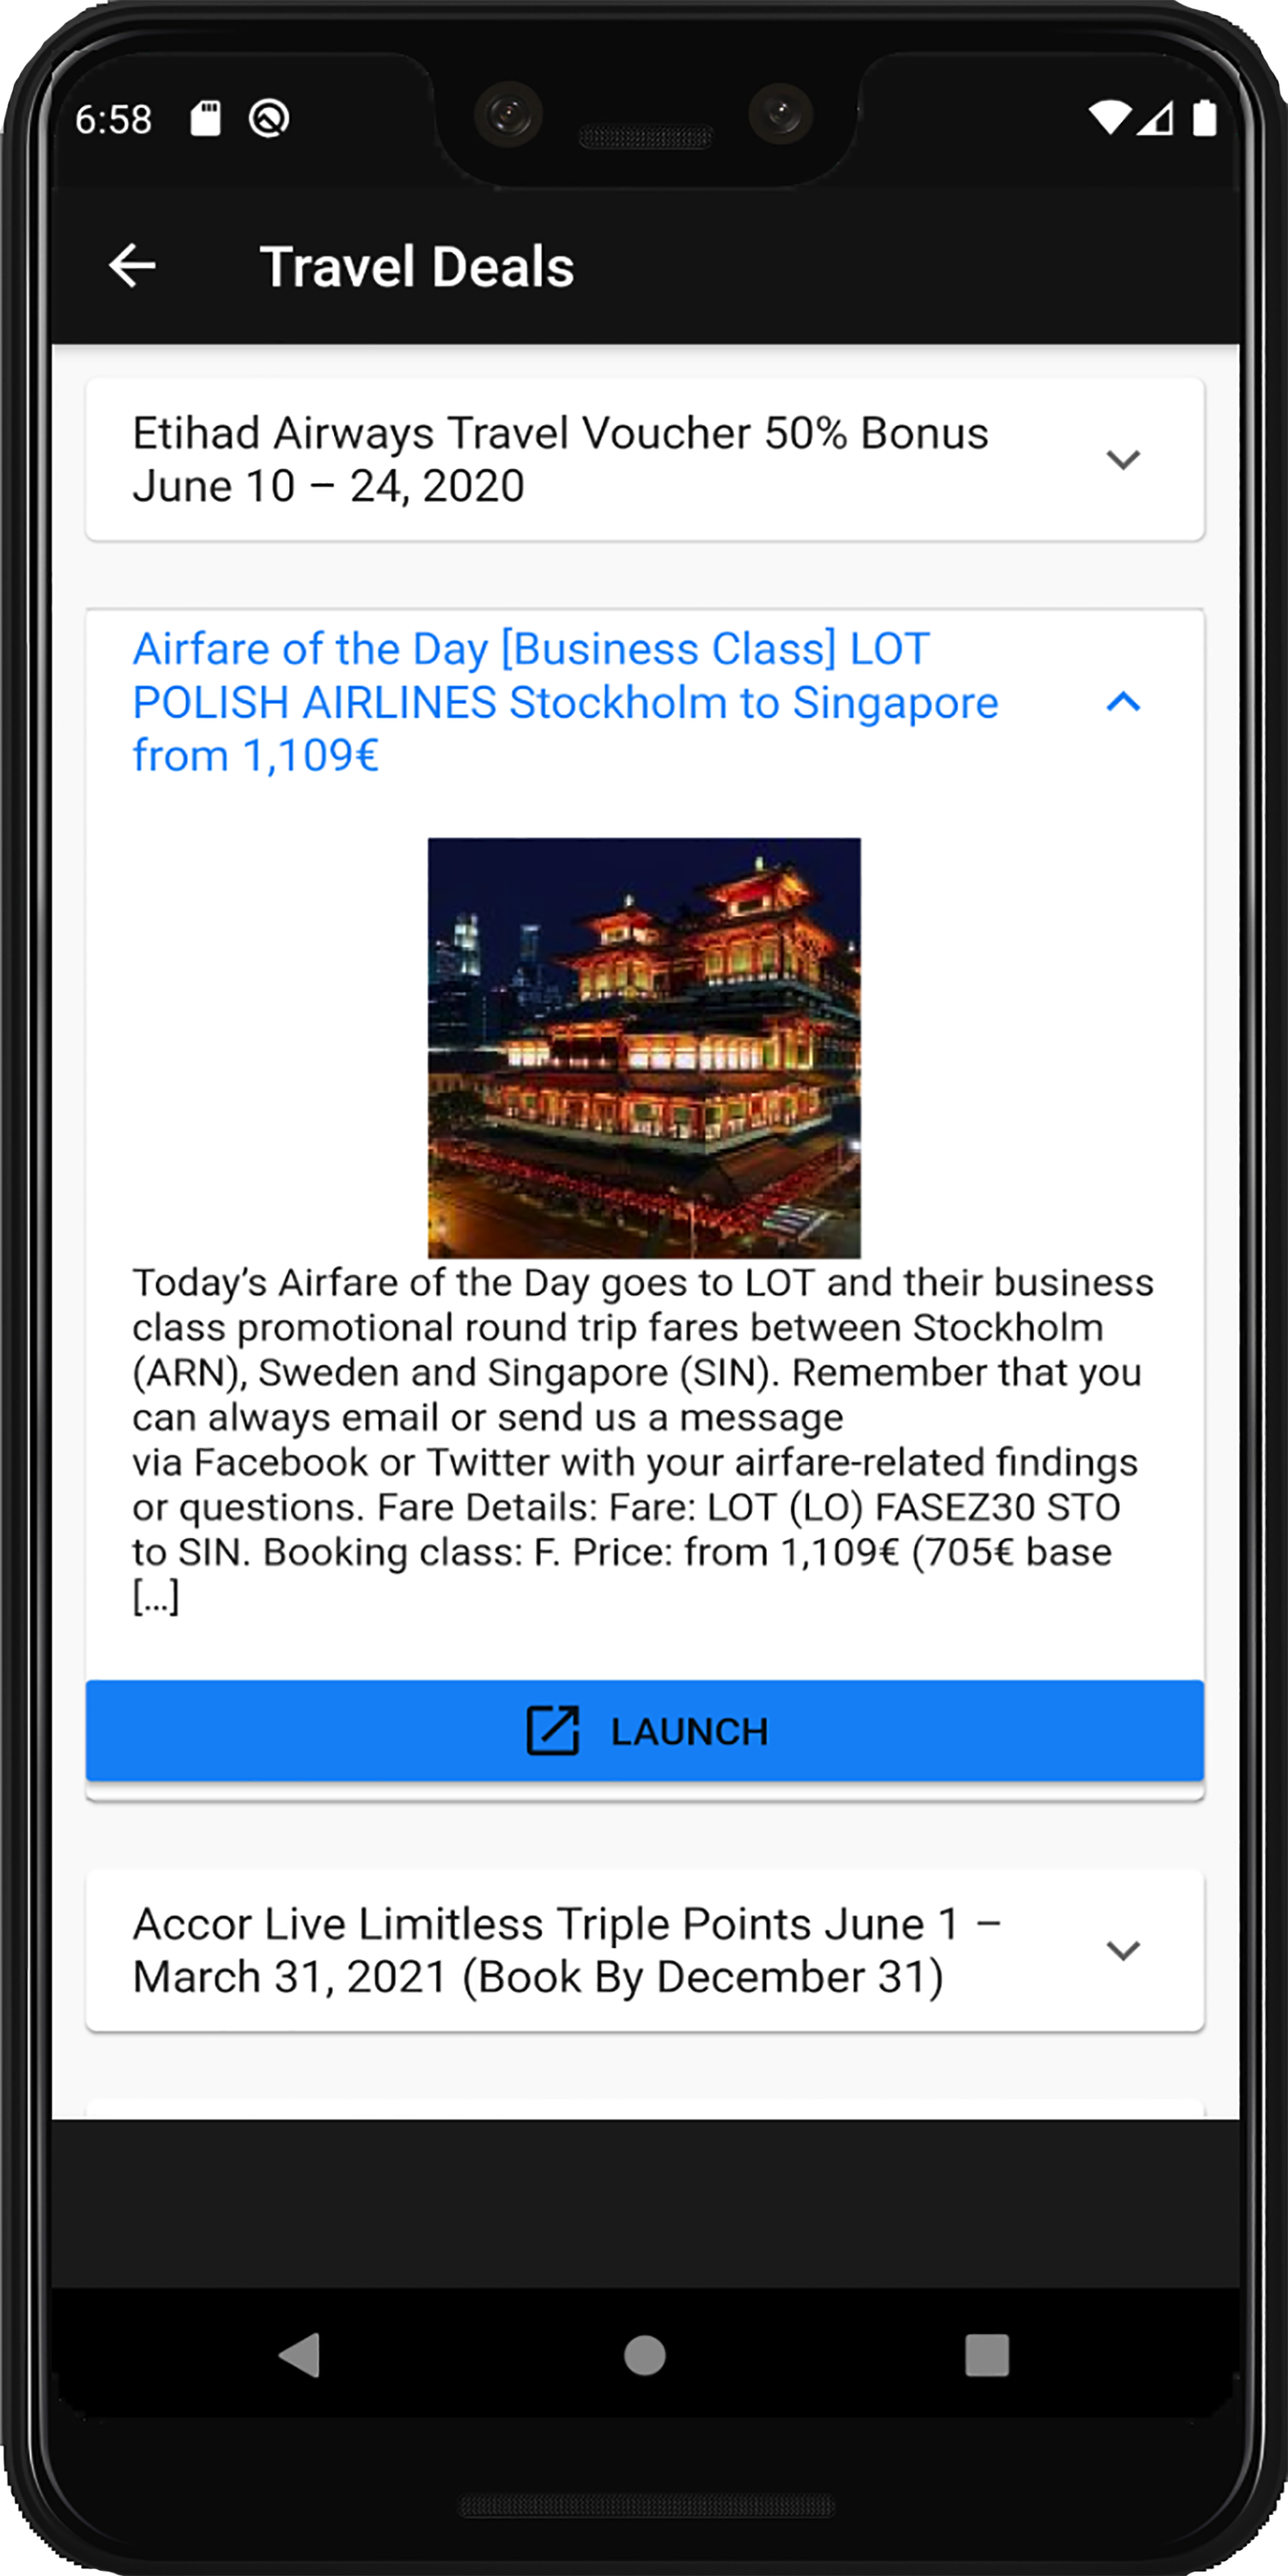 6:58
Travel Deals
Etihad Airways Travel Voucher 50% Bonus
June 10 – 24, 2020
Airfare of the Day [Business Class] LOT
POLISH AIRLINES Stockholm to Singapore
from 1,109€
Today’s Airfare of the Day goes to LOT and their business
class promotional round trip fares between Stockholm
(ARN), Sweden and Singapore (SIN). Remember that you
can always email or send us a message
via Facebook or Twitter with your airfare-related findings
or questions. Fare Details: Fare: LOT (LO) FASEZ30 STO
to SIN. Booking class: F. Price: from 1,109€ (705€ base
[…]
LAUNCH
Accor Live Limitless Triple Points June 1 –
March 31, 2021 (Book By December 31)